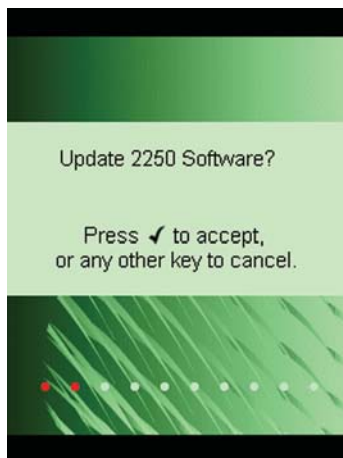 Update 2250 Software?
Press ✓ to accept,
or any other key to cancel.